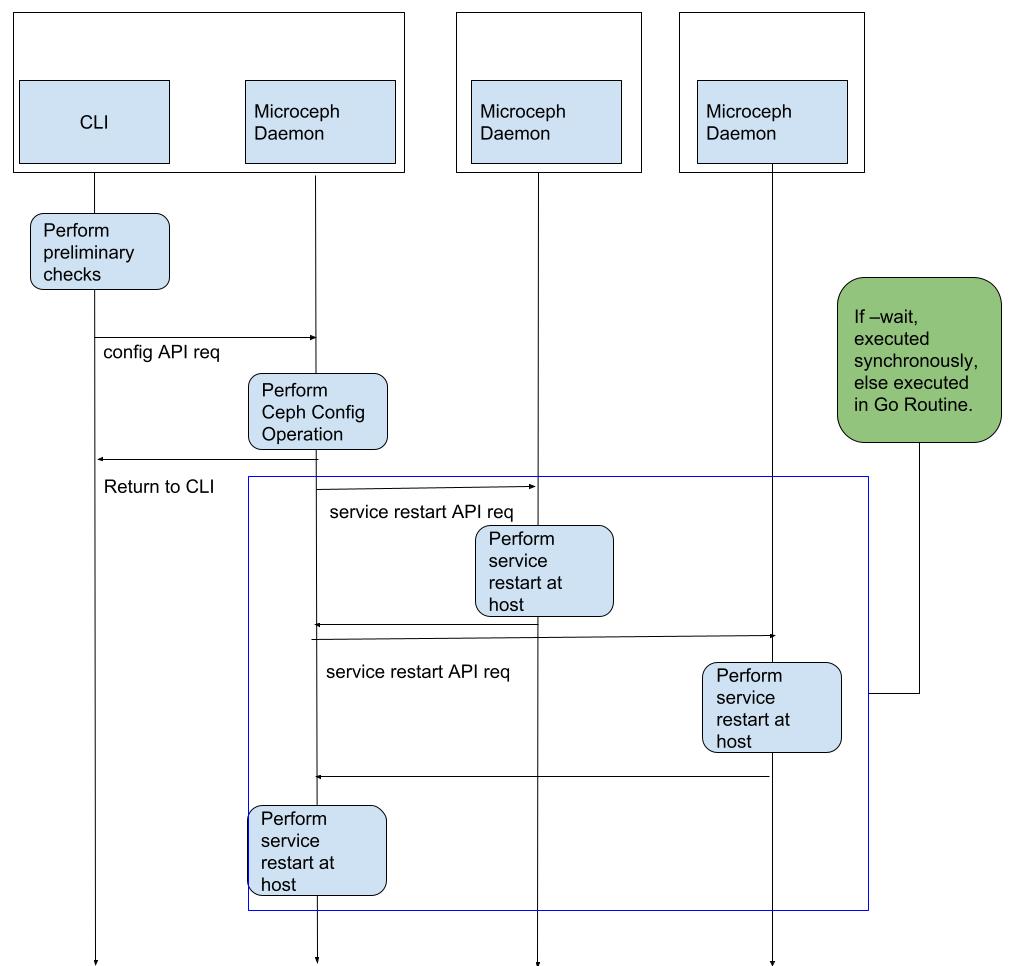 CLI
Microceph
Daemon
Microceph
Daemon
Microceph
Daemon
Perform
preliminary
checks
config API req
If –wait,
executed
synchronously,
else executed
in Go Routine.
Perform
Ceph Config
Operation
Return to CLI
service restart API req
Perform
service
restart at
host
service restart API req
Perform
service
restart at
host
Perform
service
restart at
host